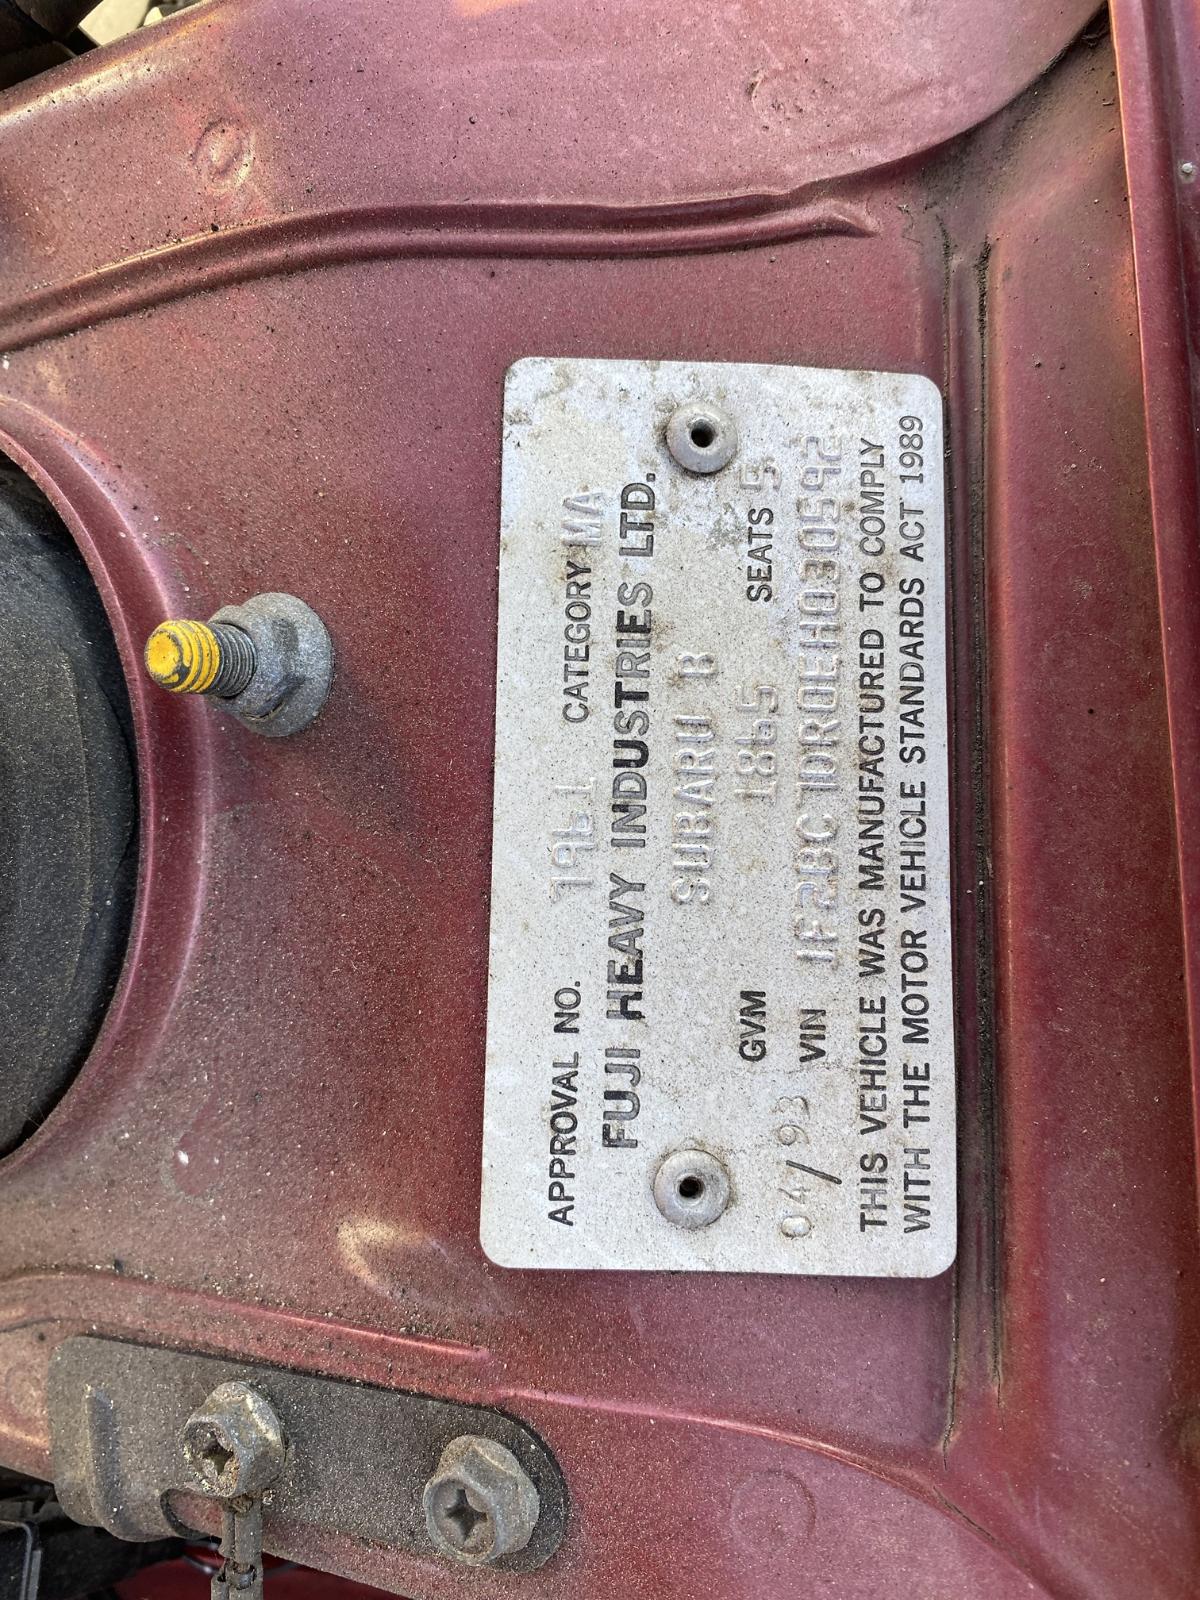 APPROVAL NO. 7961 CATEGORY MA
FUJI HEAVY INDUSTRIES LTD.
SUBARU B
04/93 GVM 1865 SEATS 5
VIN JF2BC7DR0EH030592
THIS VEHICLE WAS MANUFACTURED TO COMPLY
WITH THE MOTOR VEHICLE STANDARDS ACT 1989